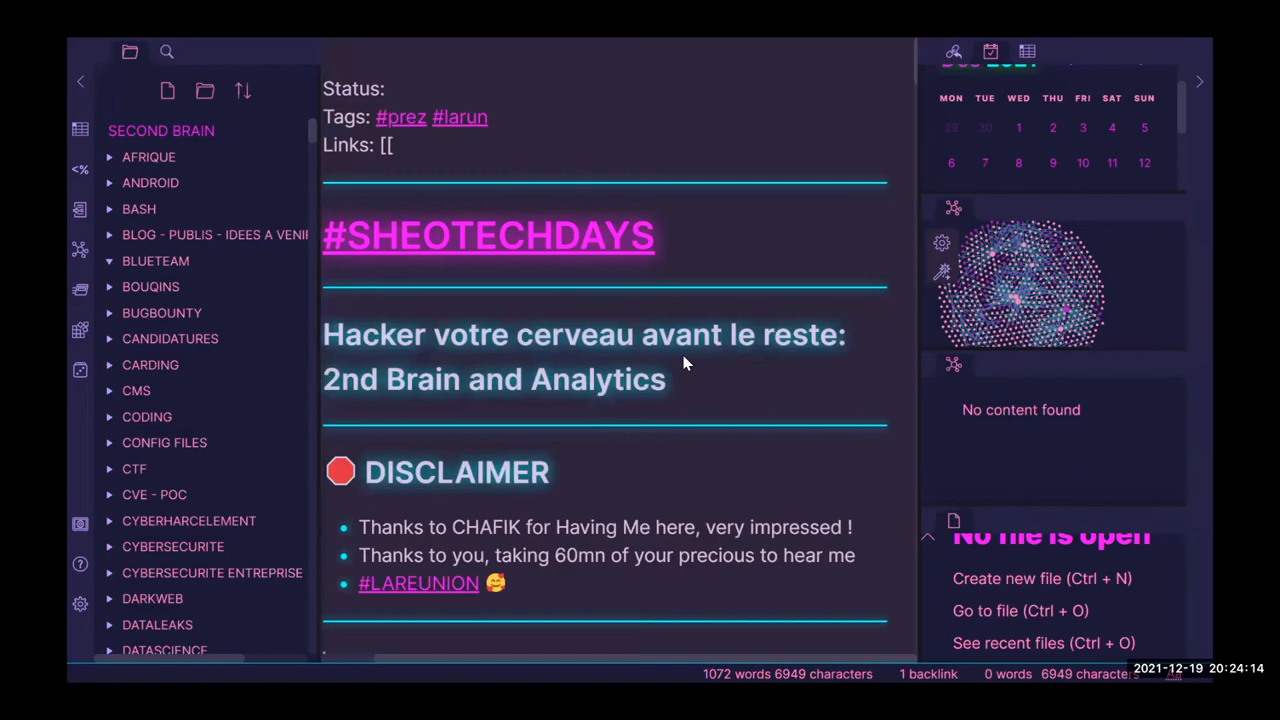 SECOND BRAIN
AFRIQUE
ANDROID
BASH
BLOG - PUBLIS - IDEES A VENIR
BLUETEAM
BOUQINS
BUGBOUNTY
CANDIDATURES
CARDING
CMS
CODING
CONFIG FILES
CTF
CVE - POC
CYBERHARCELEMENT
CYBERSECURITE
CYBERSECURITE ENTREPRISE
DARKWEB
DATALEAKS
DATASCIENCE
Status:
Tags: #prez #larun
Links: [[
#SHEOTECHDAYS
Hacker votre cerveau avant le reste:
2nd Brain and Analytics
🛑 DISCLAIMER
• Thanks to CHAFIK for Having Me here, very impressed !
• Thanks to you, taking 60mn of your precious to hear me
• #LAREUNION 🥰
MON TUE WED THU FRI SAT SUN
29 30 1 2 3 4 5
6 7 8 9 10 11 12
No content found
No file is open
Create new file (Ctrl + N)
Go to file (Ctrl + O)
See recent files (Ctrl + O)
1072 words 6949 characters 1 backlink 0 words 6949 characters
2021-12-19 20:24:14